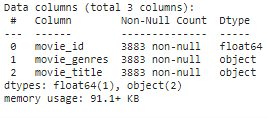 Data columns (total 3 columns):
 #   Column        Non-Null Count  Dtype
---  ------        --------------  -----
 0   movie_id      3883 non-null   float64
 1   movie_genres  3883 non-null   object
 2   movie_title   3883 non-null   object
dtypes: float64(1), object(2)
memory usage: 91.1+ KB